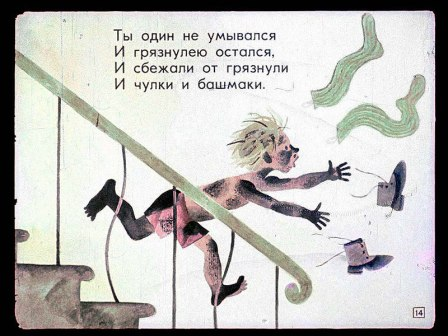 Ты один не умывался
И грязнулею остался,
И сбежали от грязнули
И чулки и башмаки.
14